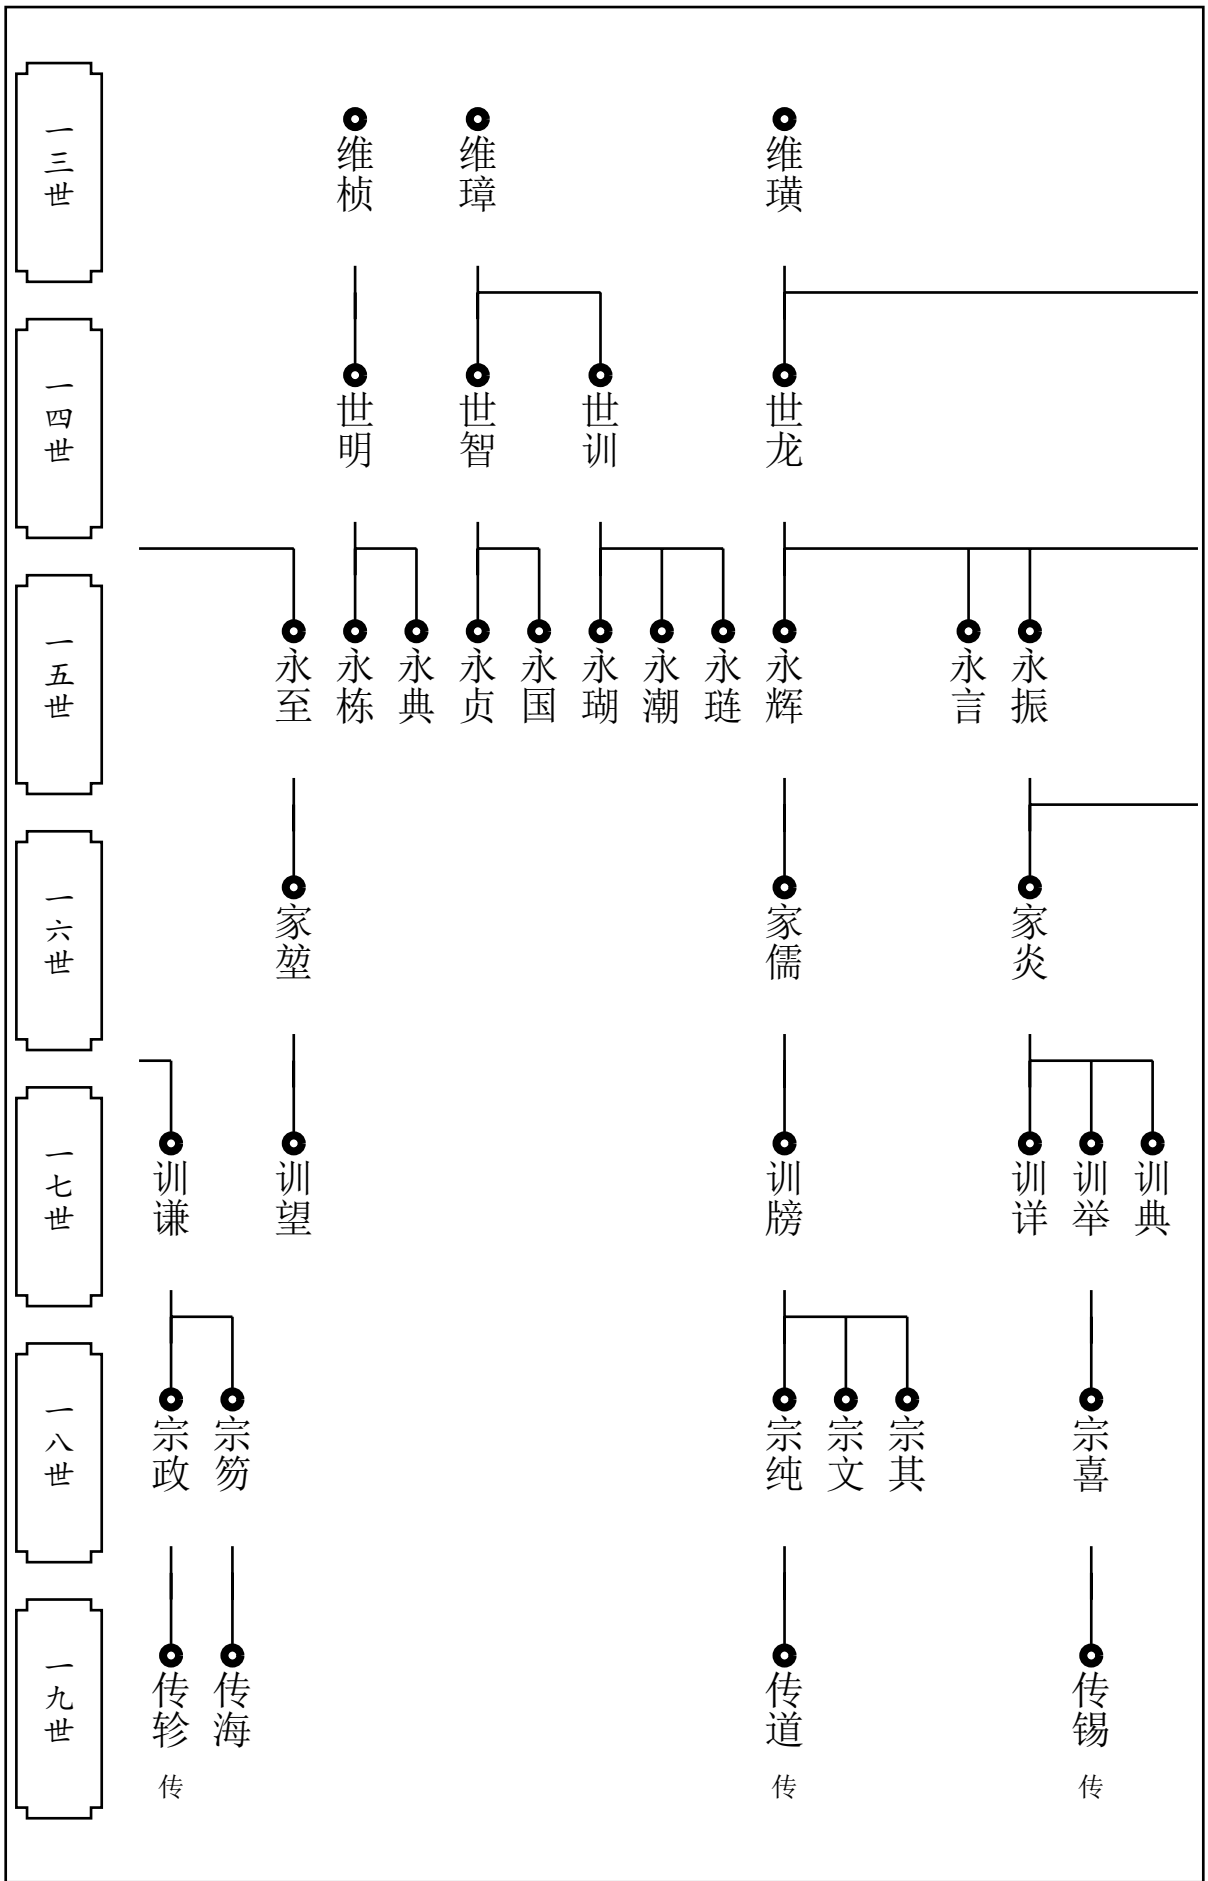 一三世
维桢
维璋
维璜
一四世
世明
世智
世训
世龙
一五世
永至
永栋
永典
永贞
永国
永瑚
永潮
永琏
永辉
永言
永振
一六世
家堃
家儒
家炎
一七世
训谦
训望
训牓
训详
训举
训典
一八世
宗政
宗笏
宗纯
宗文
宗其
宗喜
一九世
传轸
传海
传道
传锡
传
传
传